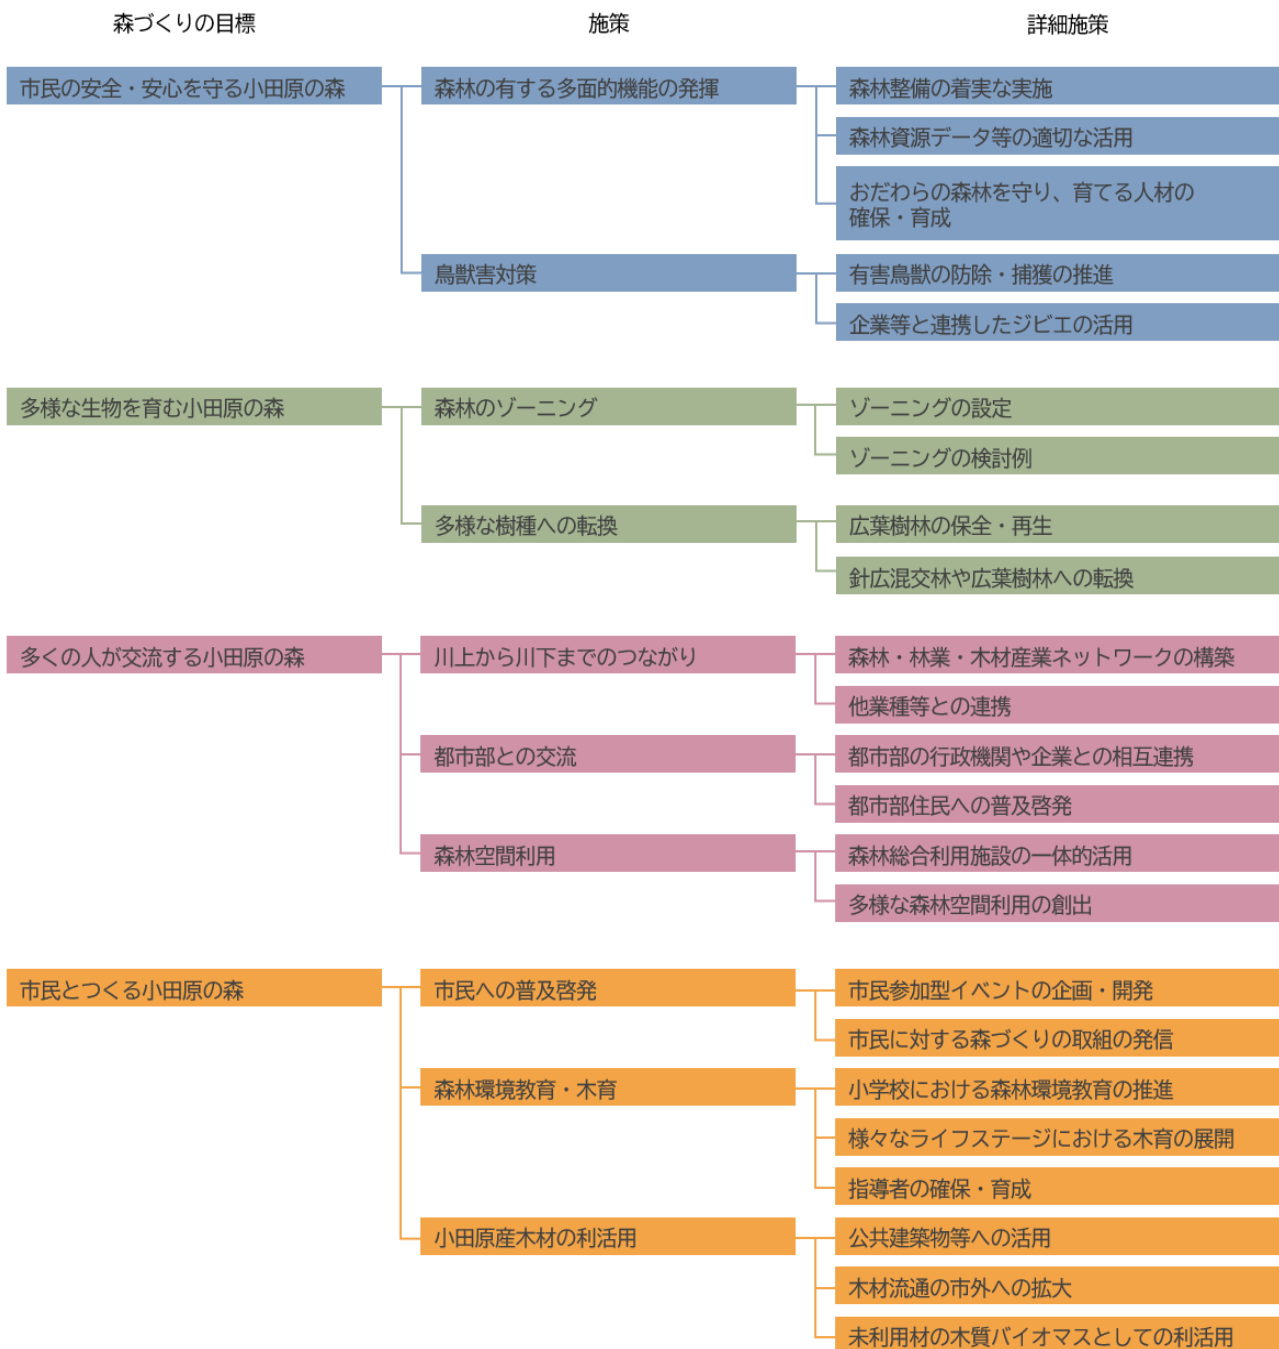 森づくりの目標
施策
詳細施策
市民の安全・安心を守る小田原の森
森林の有する多面的機能の発揮
森林整備の着実な実施
森林資源データ等の適切な活用
おだわらの森林を守り、育てる人材の
確保・育成
鳥獣害対策
有害鳥獣の防除・捕獲の推進
企業等と連携したジビエの活用
多様な生物を育む小田原の森
森林のゾーニング
ゾーニングの設定
ゾーニングの検討例
多様な樹種への転換
広葉樹林の保全・再生
針広混交林や広葉樹林への転換
多くの人が交流する小田原の森
川上から川下までのつながり
森林・林業・木材産業ネットワークの構築
他業種等との連携
都市部との交流
都市部の行政機関や企業との相互連携
都市部住民への普及啓発
森林空間利用
森林総合利用施設の一体的活用
多様な森林空間利用の創出
市民とつくる小田原の森
市民への普及啓発
市民参加型イベントの企画・開発
市民に対する森づくりの取組の発信
森林環境教育・木育
小学校における森林環境教育の推進
様々なライフステージにおける木育の展開
指導者の確保・育成
小田原産木材の利活用
公共建築物等への活用
木材流通の市外への拡大
未利用材の木質バイオマスとしての利活用